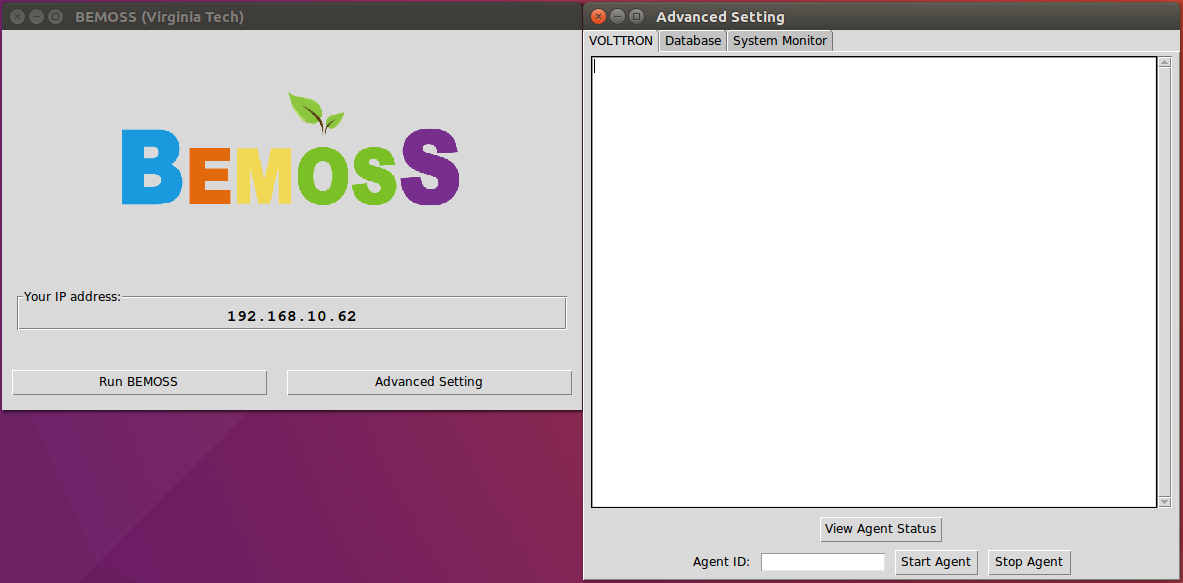 BEMOSS (Virginia Tech)
BEMOSS
Your IP address:
192.168.10.62
Run BEMOSS
Advanced Setting
Advanced Setting
VOLTTRON
Database
System Monitor
View Agent Status
Agent ID:
Start Agent
Stop Agent